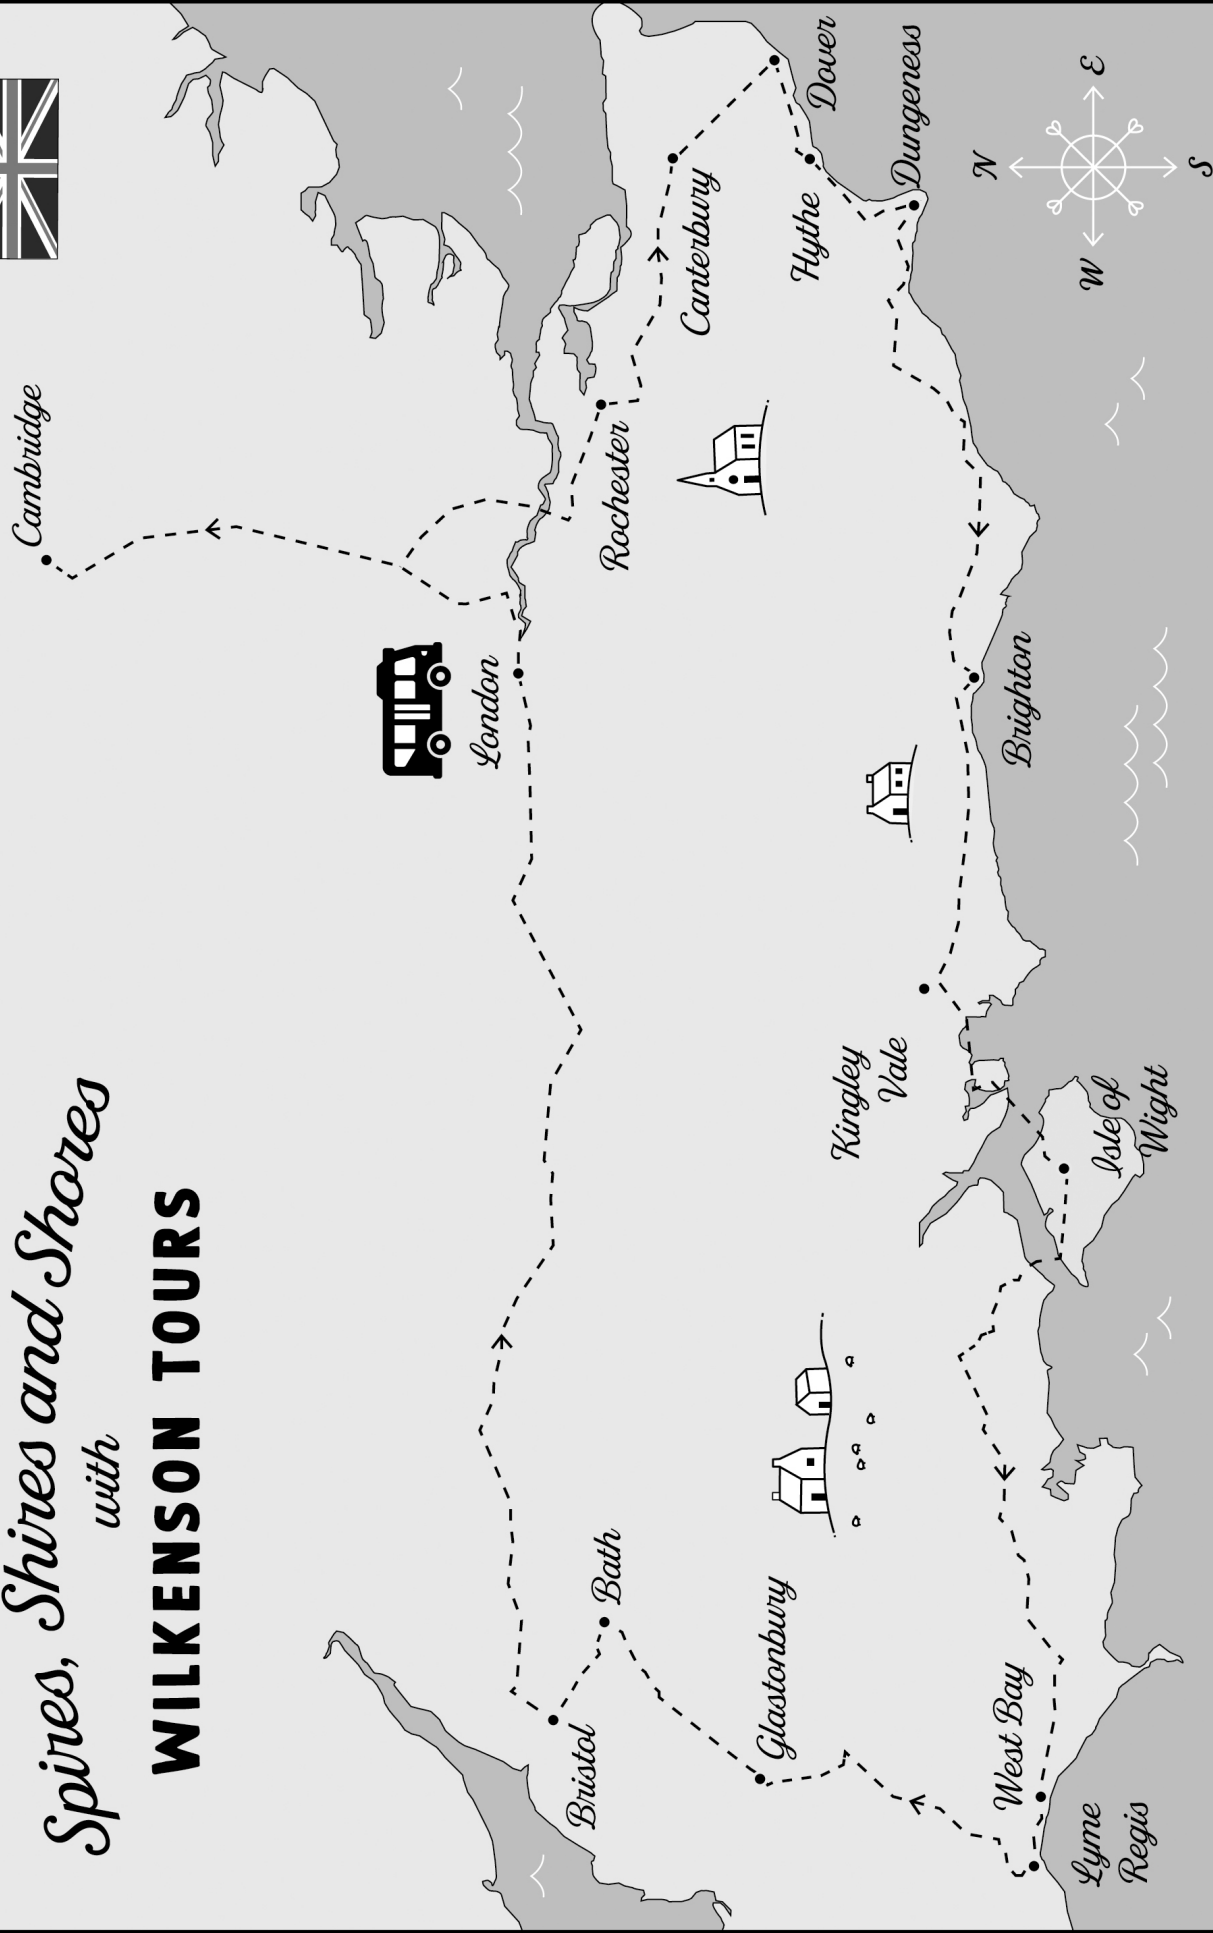 Spires, Shires and Shores
with
WILKENSON TOURS
Cambridge
London
Rochester
Canterbury
Dover
Hythe
Dungeness
Brighton
Kingley
Vale
Isle of
Wight
Bristol
Bath
Glastonbury
West Bay
Lyme
Regis
N
E
S
W